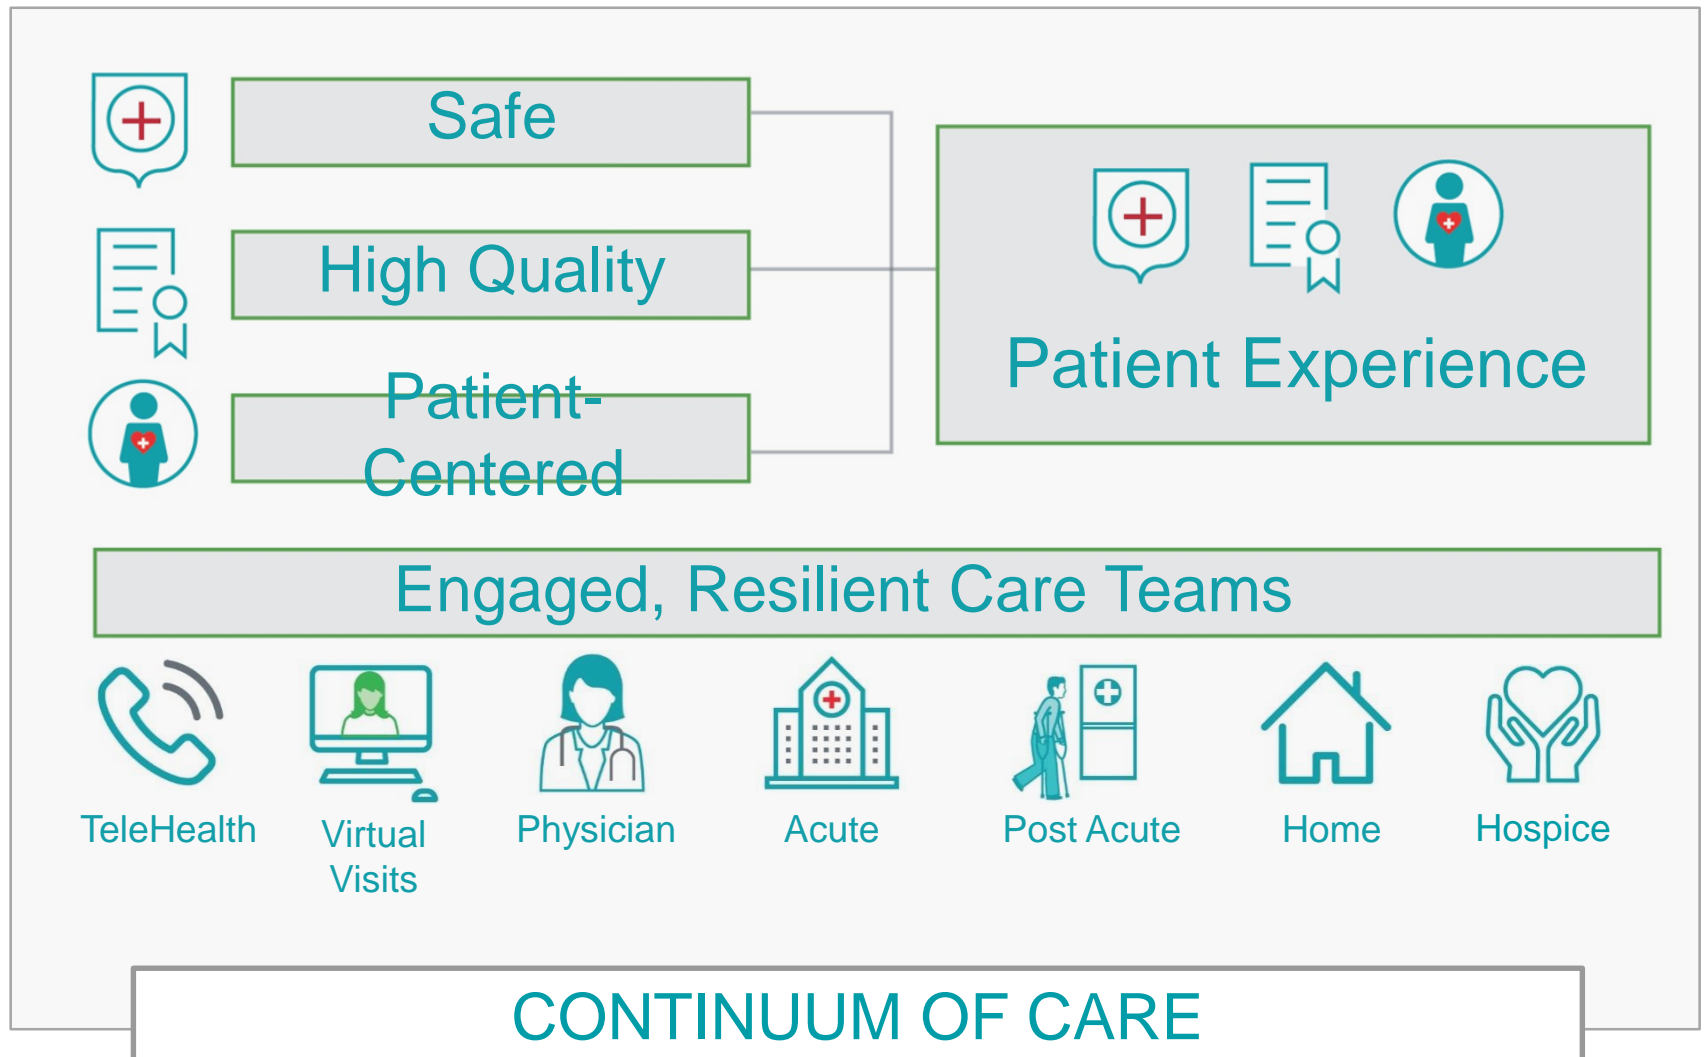 Safe
High Quality
Patient-
Centered
Patient Experience
Engaged, Resilient Care Teams
TeleHealth
Virtual
Visits
Physician
Acute
Post Acute
Home
Hospice
CONTINUUM OF CARE